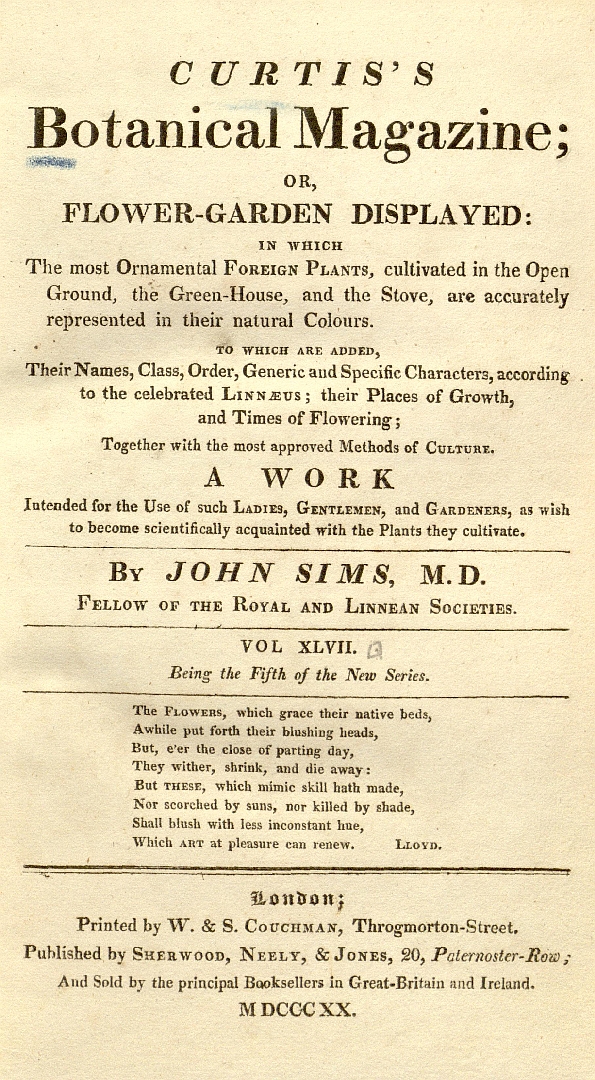 CURTIS'S
Botanical Magazine;
OR,
FLOWER-GARDEN DISPLAYED:
IN WHICH
The most Ornamental FOREIGN PLANTS, cultivated in the Open
Ground, the Green-House, and the Stove, are accurately
represented in their natural Colours.
TO WHICH ARE ADDED,
Their Names, Class, Order, Generic and Specific Characters, according
to the celebrated LINNÆUS; their Places of Growth,
and Times of Flowering;
Together with the most approved Methods of CULTURE.
A WORK
Intended for the Use of such LADIES, GENTLEMEN, and GARDENERS, as wish
to become scientifically acquainted with the Plants they cultivate.
BY JOHN SIMS, M.D.
FELLOW OF THE ROYAL AND LINNEAN SOCIETIES.
VOL XLVII.
Being the Fifth of the New Series.
The FLOWERS, which grace their native beds,
Awhile put forth their blushing heads,
But, e'er the close of parting day,
They wither, shrink, and die away:
But THESE, which mimic skill hath made,
Nor scorched by suns, nor killed by shade,
Shall blush with less inconstant hue,
Which ART at pleasure can renew. LLOYD.
London;
Printed by W. & S. COUCHMAN, Throgmorton-Street.
Published by SHERWOOD, NEELY, & JONES, 20, Paternoster-Row;
And Sold by the principal Booksellers in Great-Britain and Ireland.
MDCCCXX.